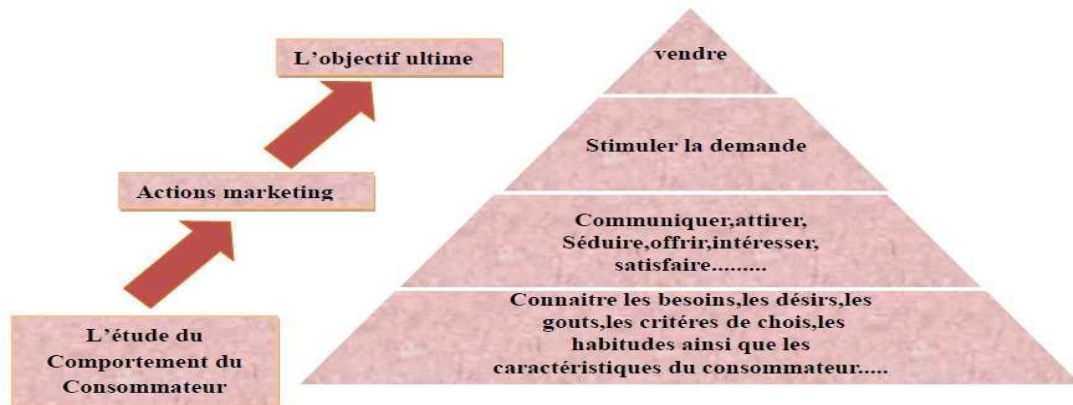 L'objectif ultime
Actions marketing
L'étude du
Comportement du
Consommateur
vendre
Stimuler la demande
Communiquer,attirer,
Séduire,offrir,intéresser,
satisfaire.........
Connaitre les besoins,les désirs,les
gouts,les critéres de chois,les
habitudes ainsi que les
caractéristiques du consommateur.....